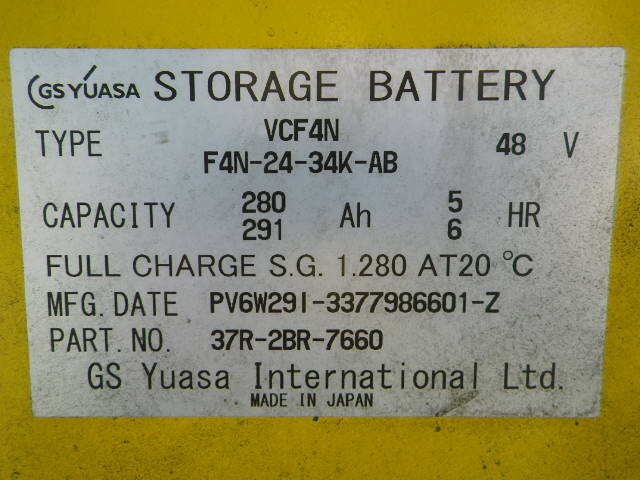 GS YUASA STORAGE BATTERY
TYPE VCF4N 48 V
F4N-24-34K-AB
CAPACITY 280 Ah 5 HR
291 6
FULL CHARGE S.G. 1.280 AT 20 °C
MFG. DATE PV6W29I-3377986601-Z
PART. NO. 37R-2BR-7660
GS Yuasa International Ltd.
MADE IN JAPAN